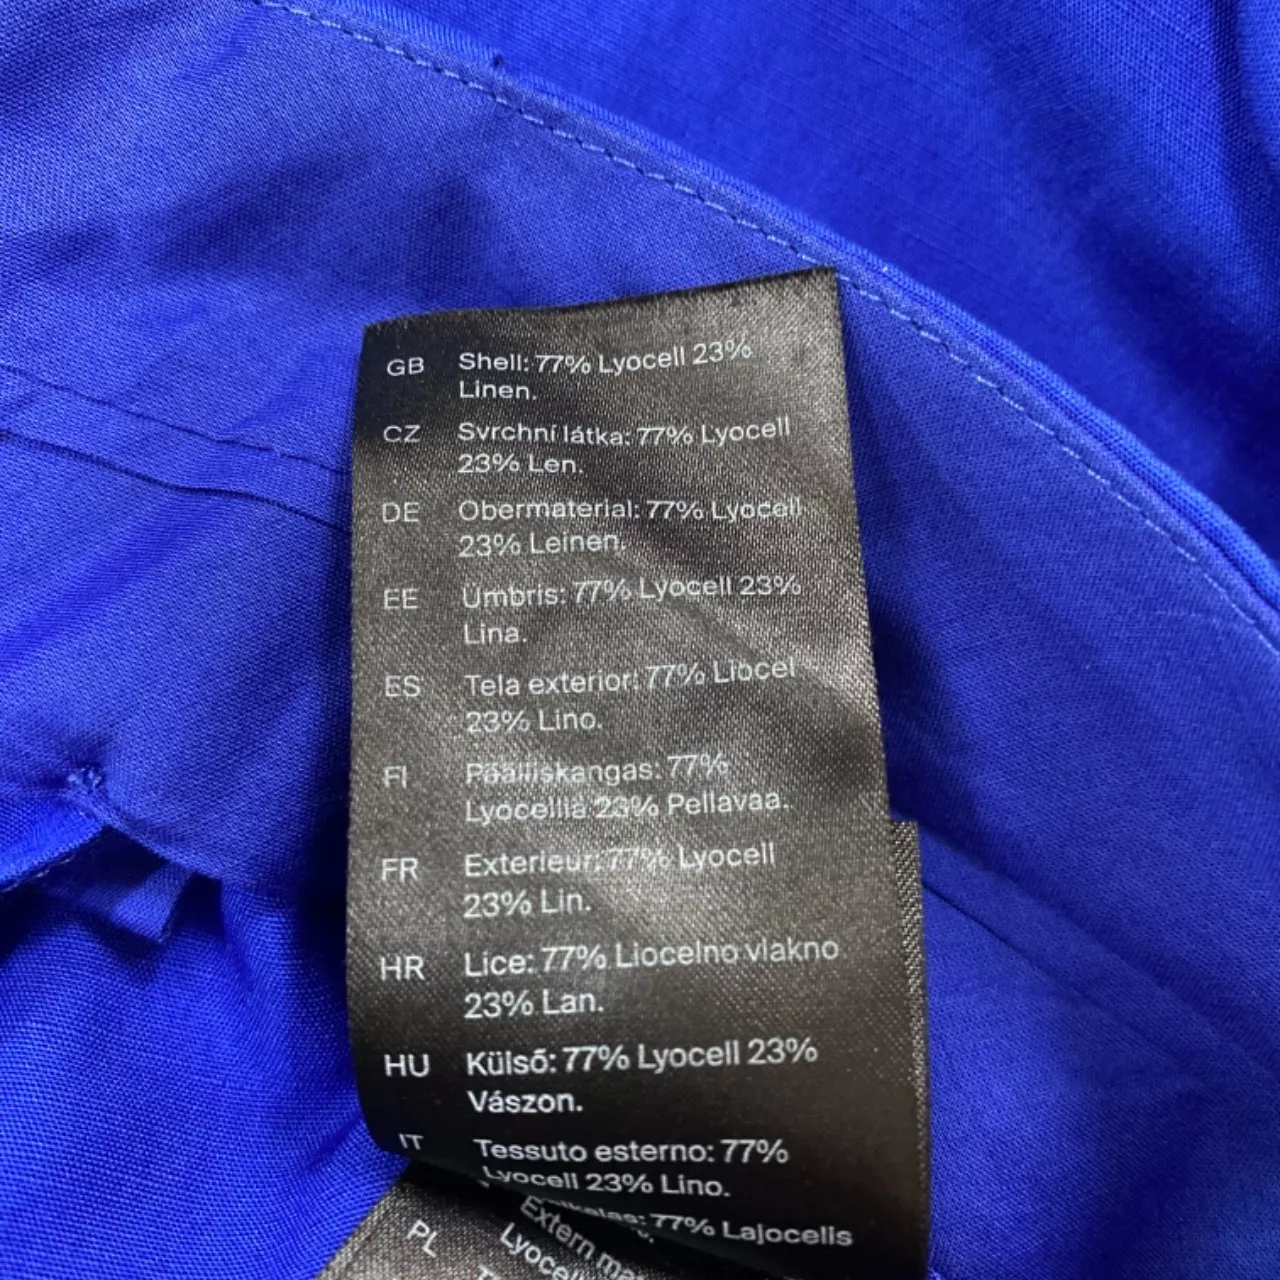 GB Shell: 77% Lyocell 23%
Linen.
CZ Svrchní látka: 77% Lyocell
23% Len.
DE Obermaterial: 77% Lyocell
23% Leinen.
EE Ümbris: 77% Lyocell 23%
Lina.
ES Tela exterior: 77% Liocel
23% Lino.
FI Päälliskangas: 77%
Lyocellia 23% Pellavaa.
FR Exterieur: 77% Lyocell
23% Lin.
HR Lice: 77% Liocelno vlakno
23% Lan.
HU Külső: 77% Lyocell 23%
Vászon.
IT Tessuto esterno: 77%
Lyocell 23% Lino.
77% Lajocelis
Extern
PL